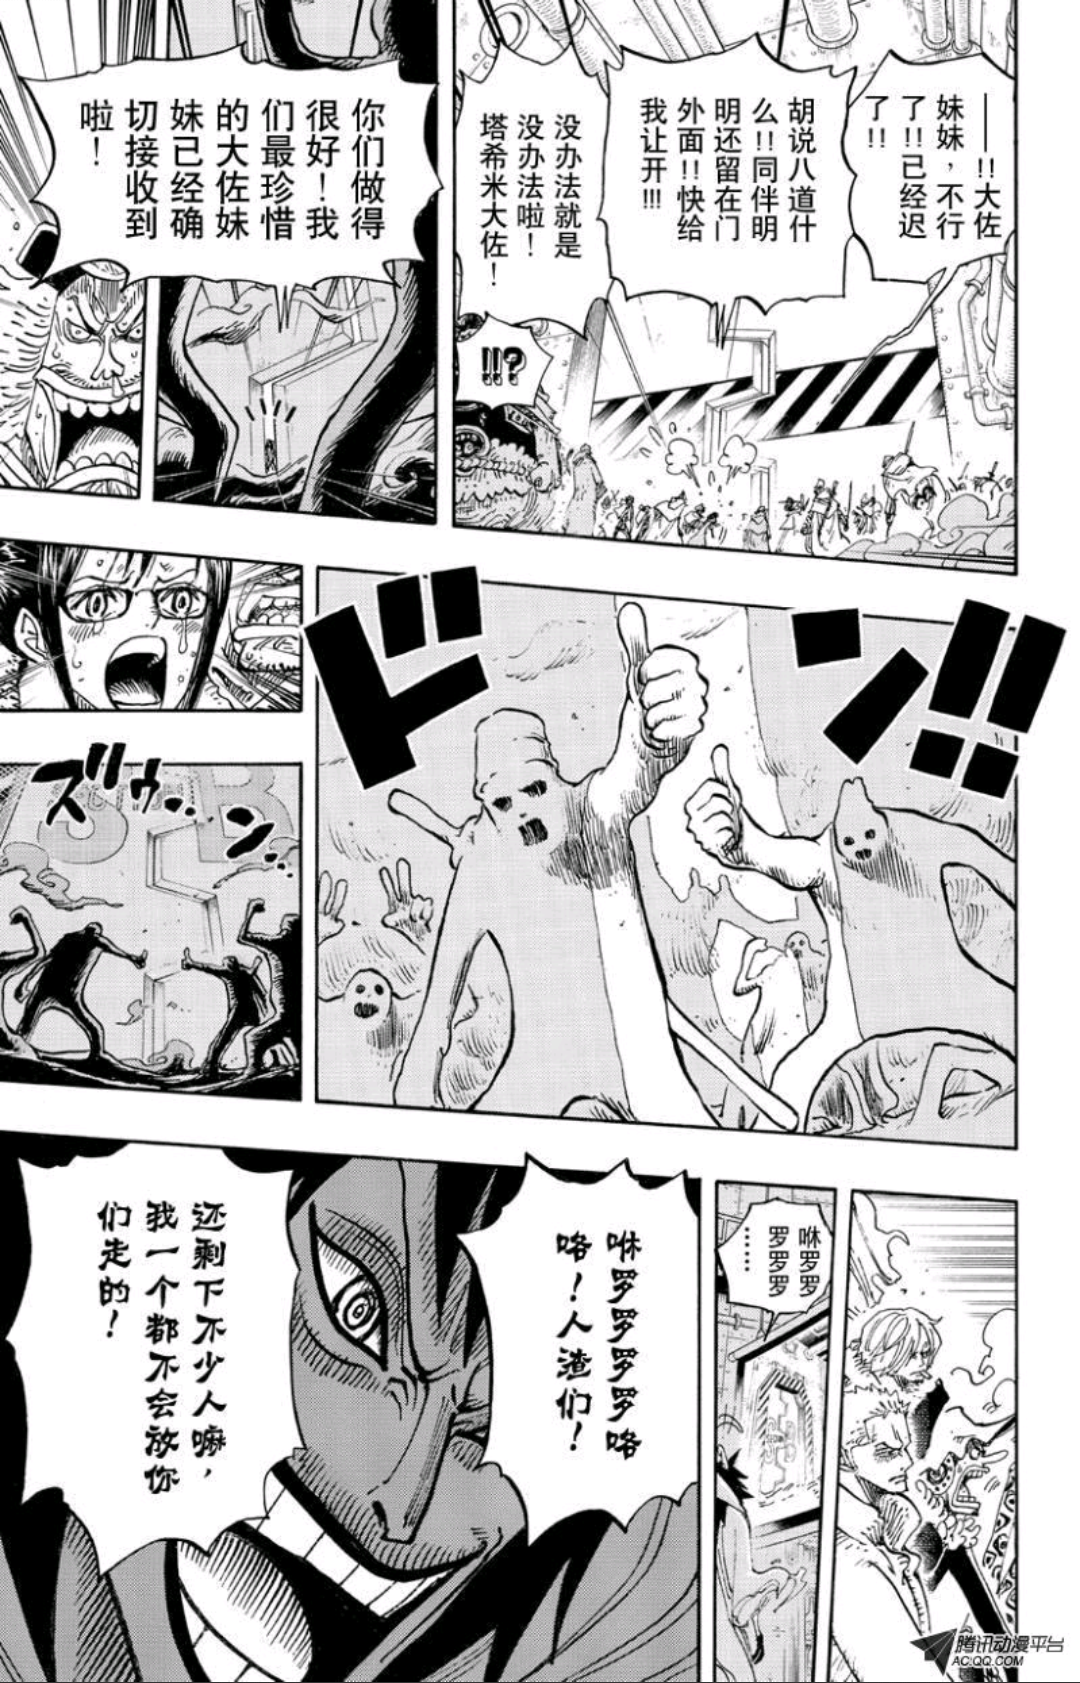 ——!!大佐
妹妹，不行
了!!已经迟
了!!
胡说八道什
么!!同伴明
明还留在门
外面!!快给
我让开!!!
没办法就是
没办法啦！
塔希米大佐！
!!?
你们做得
很好！我
们最珍惜
的大佐妹
妹已经确
切接收到
啦！
ドン!!
ズゥ...ン...
B
咻罗罗
罗罗罗
……
咻罗罗罗罗咯
咯！人渣们！
还剩下不少人嘛，
我一个都不会放你
们走的！
腾讯动漫平台
AC.QQ.COM